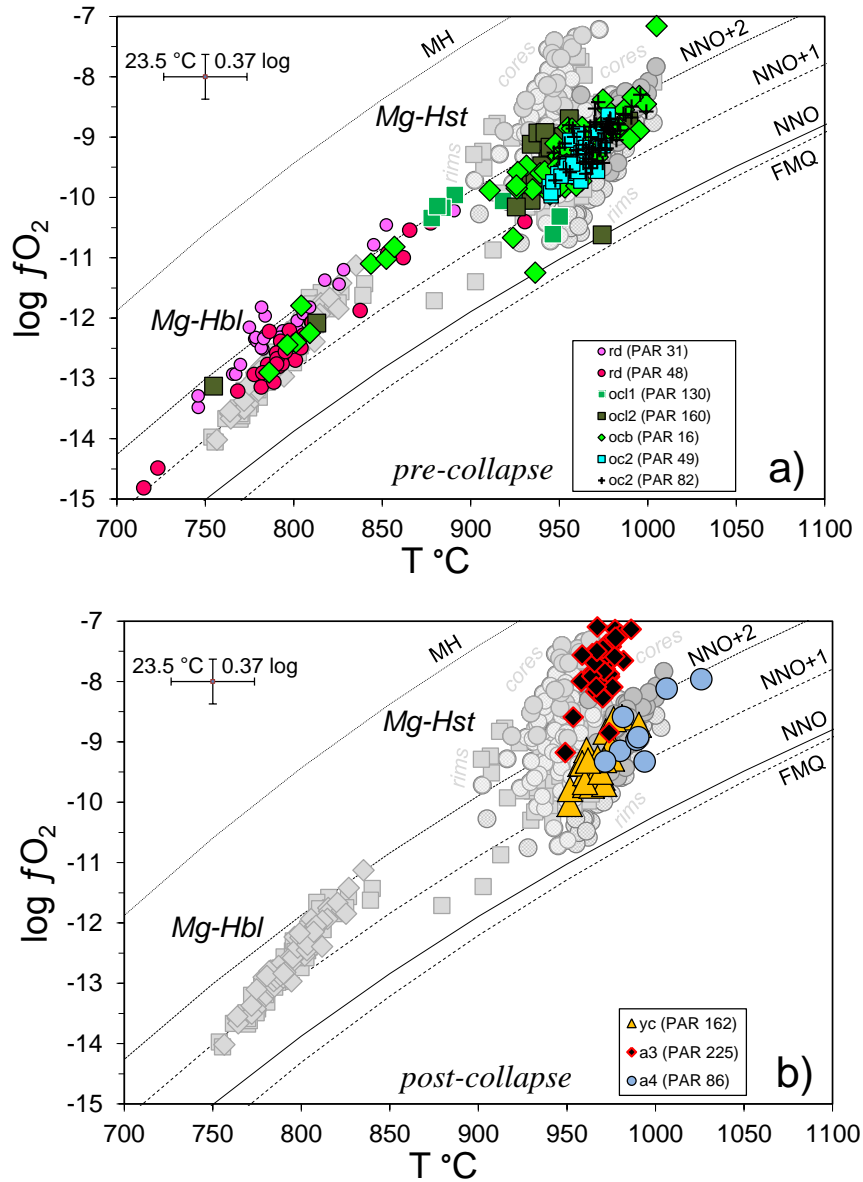 -7
-8
-9
-10
-11
-12
-13
-14
-15
log fO2
23.5 °C
0.37 log
MH
cores
NNO+2
NNO+1
NNO
FMQ
Mg-Hst
rims
rims
Mg-Hbl
rd (PAR 31)
rd (PAR 48)
ocl1 (PAR 130)
ocl2 (PAR 160)
ocb (PAR 16)
oc2 (PAR 49)
oc2 (PAR 82)
pre-collapse
a)
700 750 800 850 900 950 1000 1050 1100
T °C
-7
-8
-9
-10
-11
-12
-13
-14
-15
log fO2
23.5 °C
0.37 log
MH
cores
cores
NNO+2
NNO+1
NNO
FMQ
Mg-Hst
rims
rims
Mg-Hbl
yc (PAR 162)
a3 (PAR 225)
a4 (PAR 86)
post-collapse
b)
700 750 800 850 900 950 1000 1050 1100
T °C